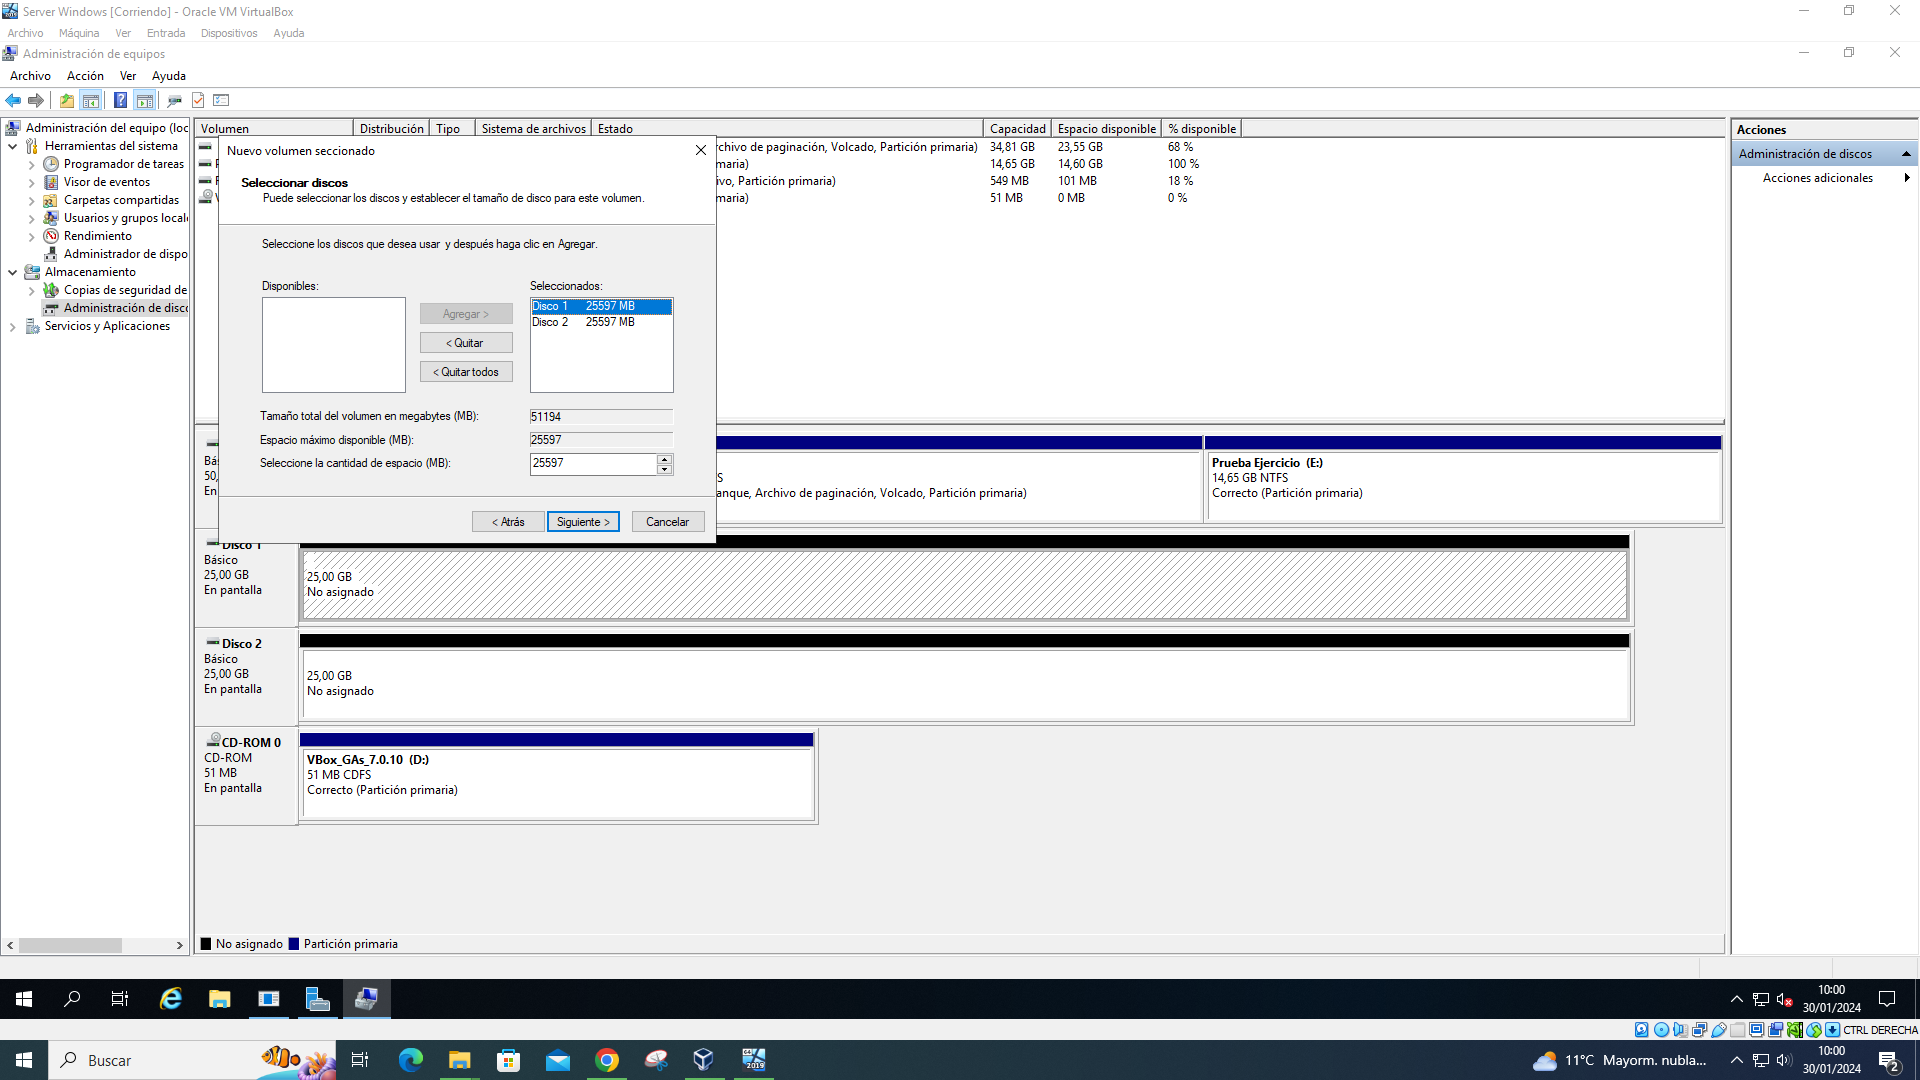 Server Windows [Corriendo] - Oracle VM VirtualBox
Archivo Máquina Ver Entrada Dispositivos Ayuda
Administración de equipos
Archivo Acción Ver Ayuda
Administración del equipo (loc
Herramientas del sistema
Programador de tareas
Visor de eventos
Carpetas compartidas
Usuarios y grupos local
Rendimiento
Administrador de dispo
Almacenamiento
Copias de seguridad de
Administración de disco
Servicios y Aplicaciones
Volumen Distribución Tipo Sistema de archivos Estado Capacidad Espacio disponible % disponible
rchivo de paginación, Volcado, Partición primaria) 34,81 GB 23,55 GB 68 %
maria) 14,65 GB 14,60 GB 100 %
ivo, Partición primaria) 549 MB 101 MB 18 %
maria) 51 MB 0 MB 0 %
Nuevo volumen seccionado
Seleccionar discos
Puede seleccionar los discos y establecer el tamaño de disco para este volumen.
Seleccione los discos que desea usar y después haga clic en Agregar.
Disponibles:
Agregar >
< Quitar
< Quitar todos
Seleccionados:
Disco 1 25597 MB
Disco 2 25597 MB
Tamaño total del volumen en megabytes (MB): 51194
Espacio máximo disponible (MB): 25597
Seleccione la cantidad de espacio (MB): 25597
< Atrás Siguiente > Cancelar
Acciones
Administración de discos
Acciones adicionales
Bá
50,
En
S
anque, Archivo de paginación, Volcado, Partición primaria)
Prueba Ejercicio (E:)
14,65 GB NTFS
Correcto (Partición primaria)
Disco 1
Básico
25,00 GB
En pantalla
25,00 GB
No asignado
Disco 2
Básico
25,00 GB
En pantalla
25,00 GB
No asignado
CD-ROM 0
CD-ROM
51 MB
En pantalla
VBox_GAs_7.0.10 (D:)
51 MB CDFS
Correcto (Partición primaria)
No asignado Partición primaria
10:00
30/01/2024
CTRL DERECHA
Buscar
64
2019
11°C Mayorm. nubla...
10:00
30/01/2024
2